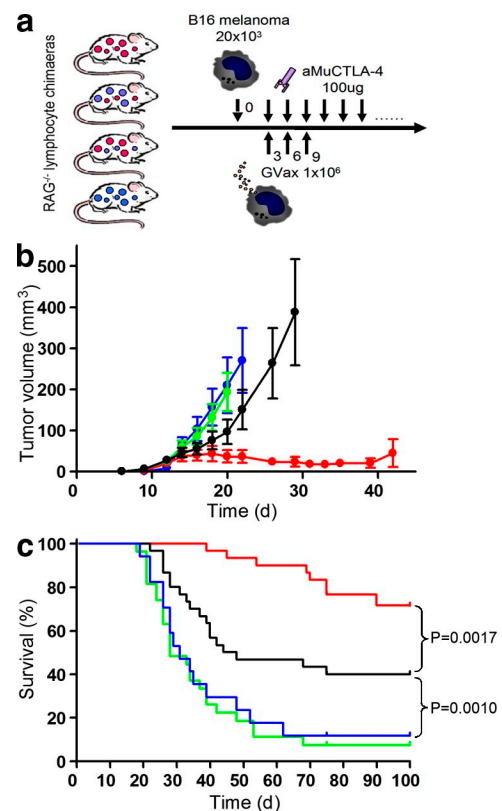 a
B16 melanoma
20x10³
aMuCTLA-4
100ug
0
......
3 6 9
GVax 1x10⁶
RAG⁻/⁻ lymphocyte chimaeras
b
500
400
300
200
100
0
Tumor volume (mm³)
0 10 20 30 40
Time (d)
c
100
80
60
40
20
0
Survival (%)
P=0.0017
P=0.0010
0 10 20 30 40 50 60 70 80 90 100
Time (d)